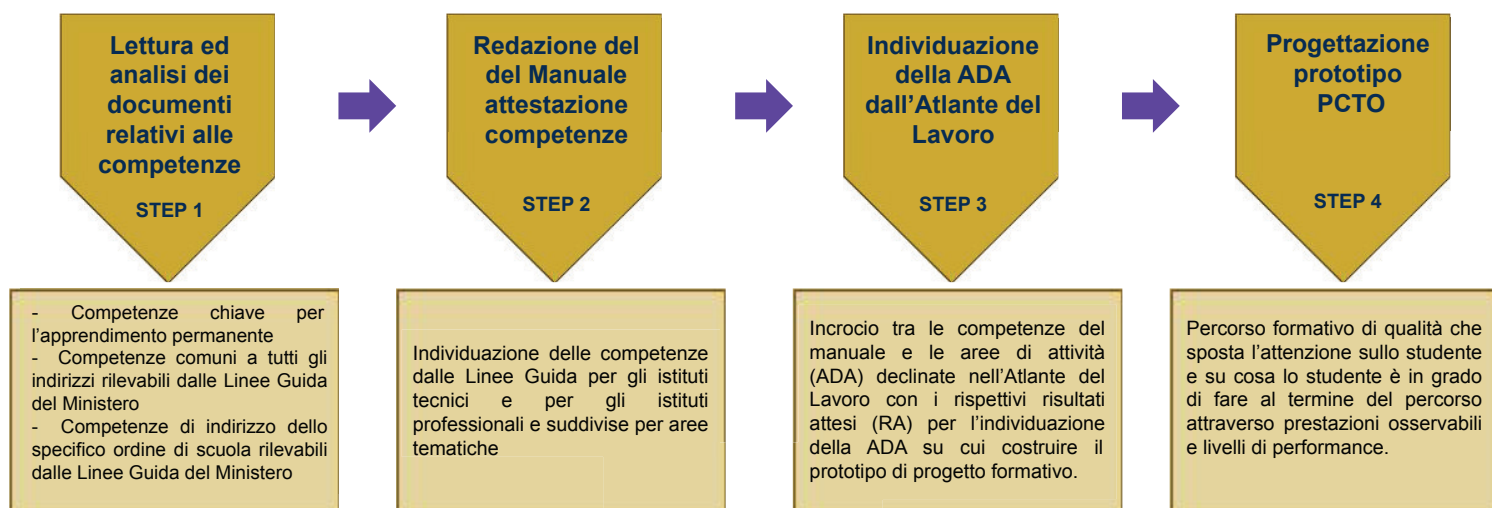 Lettura ed
analisi dei
documenti
relativi alle
competenze
STEP 1
Redazione del
del Manuale
attestazione
competenze
STEP 2
Individuazione
della ADA
dall’Atlante del
Lavoro
STEP 3
Progettazione
prototipo
PCTO
STEP 4
- Competenze chiave per
l’apprendimento permanente
- Competenze comuni a tutti gli
indirizzi rilevabili dalle Linee Guida
del Ministero
- Competenze di indirizzo dello
specifico ordine di scuola rilevabili
dalle Linee Guida del Ministero
Individuazione delle competenze
dalle Linee Guida per gli istituti
tecnici e per gli istituti
professionali e suddivise per aree
tematiche
Incrocio tra le competenze del
manuale e le aree di attività
(ADA) declinate nell’Atlante del
Lavoro con i rispettivi risultati
attesi (RA) per l’individuazione
della ADA su cui costruire il
prototipo di progetto formativo.
Percorso formativo di qualità che
sposta l’attenzione sullo studente
e su cosa lo studente è in grado
di fare al termine del percorso
attraverso prestazioni osservabili
e livelli di performance.